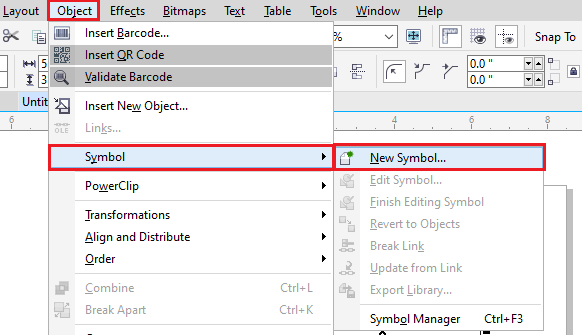 Layout Object Effects Bitmaps Text Table Tools Window Help
Insert Barcode...
Insert QR Code
Validate Barcode
Insert New Object...
Links...
Symbol
PowerClip
Transformations
Align and Distribute
Order
Combine Ctrl+L
Break Apart Ctrl+K
New Symbol...
Edit Symbol...
Finish Editing Symbol
Revert to Objects
Break Link
Update from Link
Export Library...
Symbol Manager Ctrl+F3
% Snap To
5
3
0.0 "
0.0 "
Untit
OLE
6 2 4 6 8